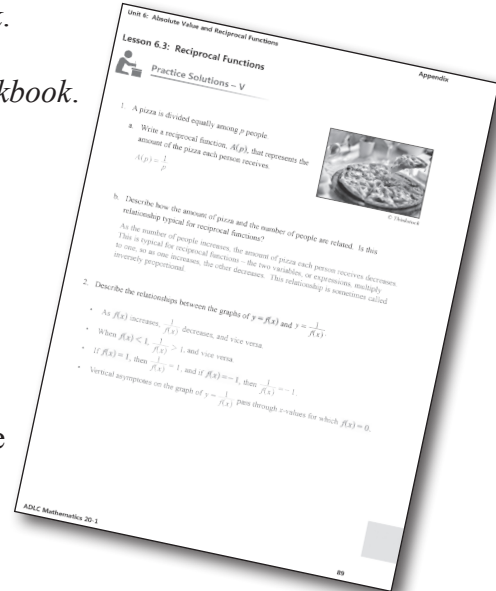 .
kbook.
e
Unit 6: Absolute Value and Reciprocal Functions
Appendix
Lesson 6.3: Reciprocal Functions
Practice Solutions – V
1. A pizza is divided equally among p people.
a. Write a reciprocal function, A(p), that represents the
amount of the pizza each person receives.
A(p) = 1/p
© Thinkstock
b. Describe how the amount of pizza and the number of people are related. Is this
relationship typical for reciprocal functions?
As the number of people increases, the amount of pizza each person receives decreases.
This is typical for reciprocal functions – the two variables, or expressions, multiply
to one, so as one increases, the other decreases. This relationship is sometimes called
inversely proportional.
2. Describe the relationships between the graphs of y = f(x) and y = 1/f(x).
• As f(x) increases, 1/f(x) decreases, and vice versa.
• When f(x) < 1, 1/f(x) > 1, and vice versa.
• If f(x) = 1, then 1/f(x) = 1, and if f(x) = −1, then 1/f(x) = −1.
• Vertical asymptotes on the graph of y = 1/f(x) pass through x-values for which f(x) = 0.
ADLC Mathematics 20-1
89